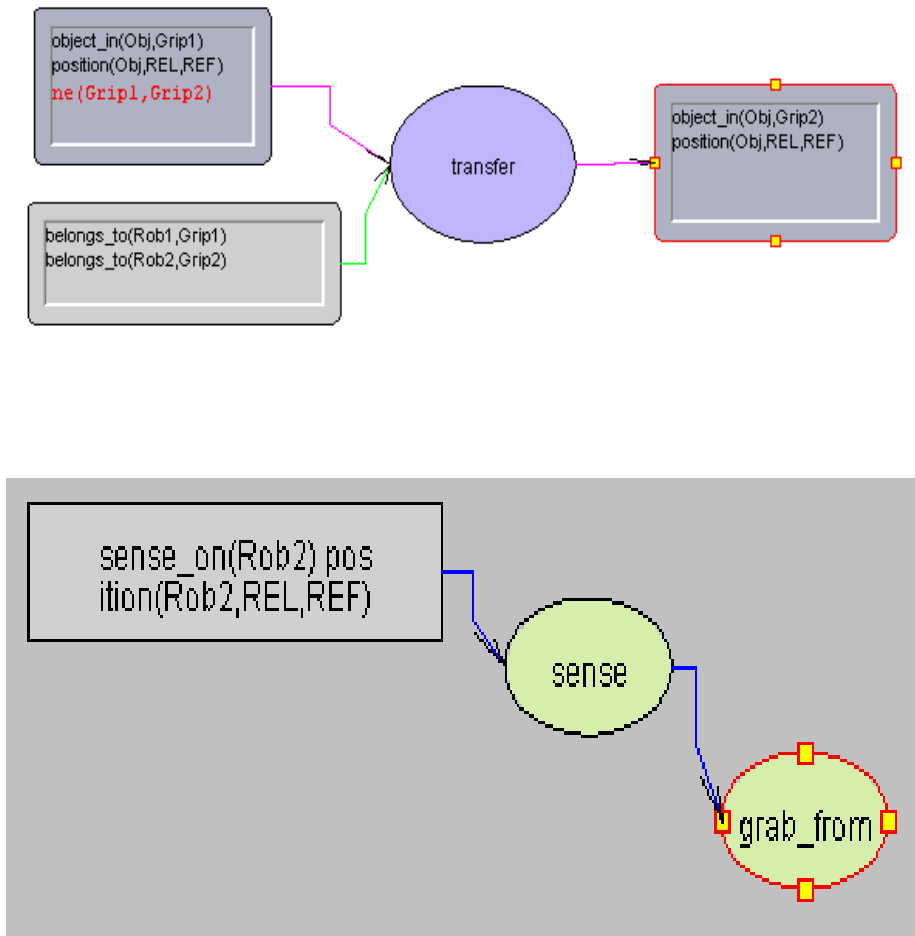 object_in(Obj,Grip1)
position(Obj,REL,REF)
ne(Grip1,Grip2)
belongs_to(Rob1,Grip1)
belongs_to(Rob2,Grip2)
transfer
object_in(Obj,Grip2)
position(Obj,REL,REF)
sense_on(Rob2) pos
ition(Rob2,REL,REF)
sense
grab_from